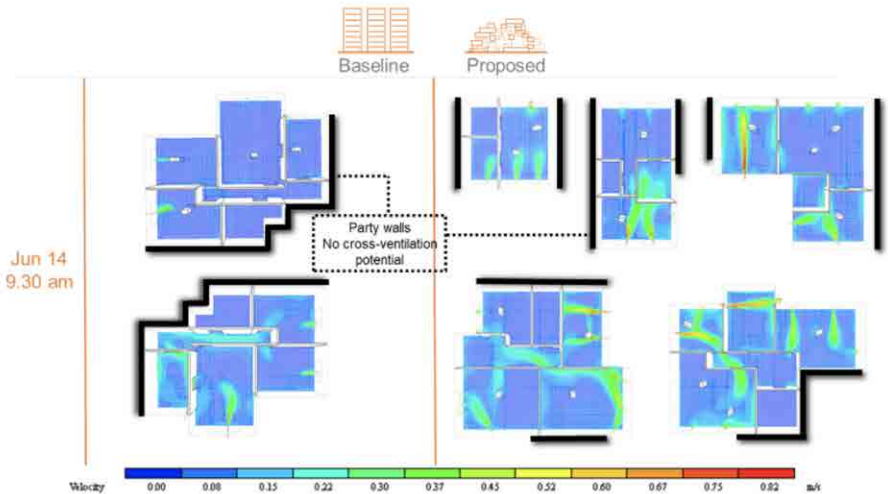 Baseline
Proposed
Party walls
No cross-ventilation
potential
Jun 14
9.30 am
Velocity 0.00 0.08 0.15 0.22 0.30 0.37 0.45 0.52 0.60 0.67 0.75 0.82 m/s